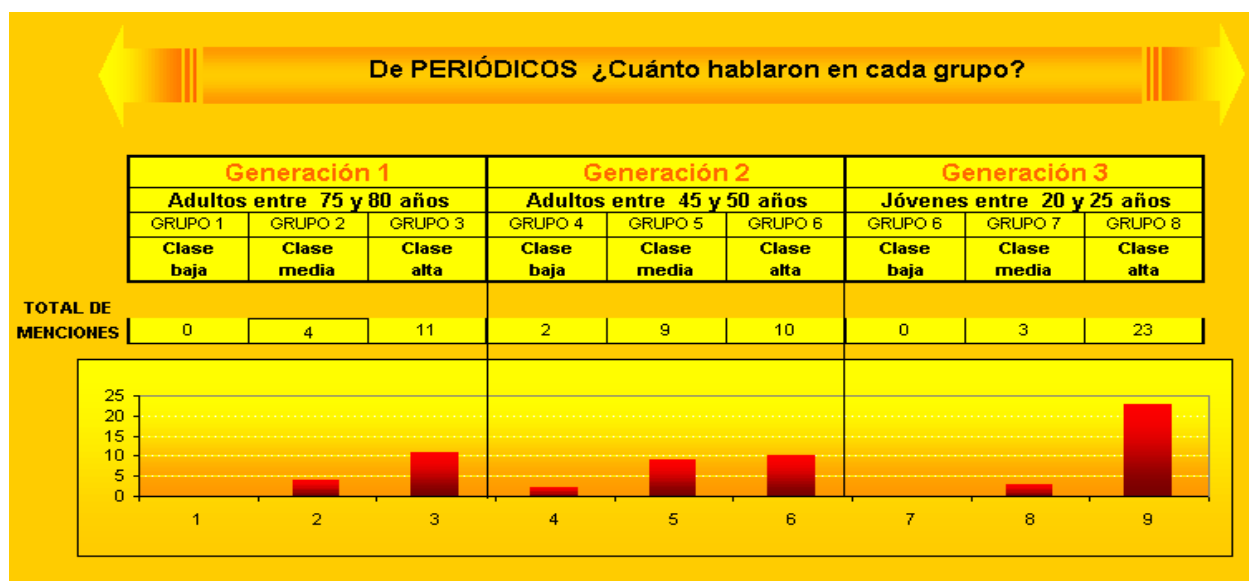 De PERIÓDICOS ¿Cuánto hablaron en cada grupo?
Generación 1 Generación 2 Generación 3
Adultos entre 75 y 80 años Adultos entre 45 y 50 años Jóvenes entre 20 y 25 años
GRUPO 1 GRUPO 2 GRUPO 3 GRUPO 4 GRUPO 5 GRUPO 6 GRUPO 6 GRUPO 7 GRUPO 8
Clase Clase Clase Clase Clase Clase Clase Clase Clase
baja media alta baja media alta baja media alta
TOTAL DE
MENCIONES 0 4 11 2 9 10 0 3 23
25
20
15
10
5
0
1 2 3 4 5 6 7 8 9